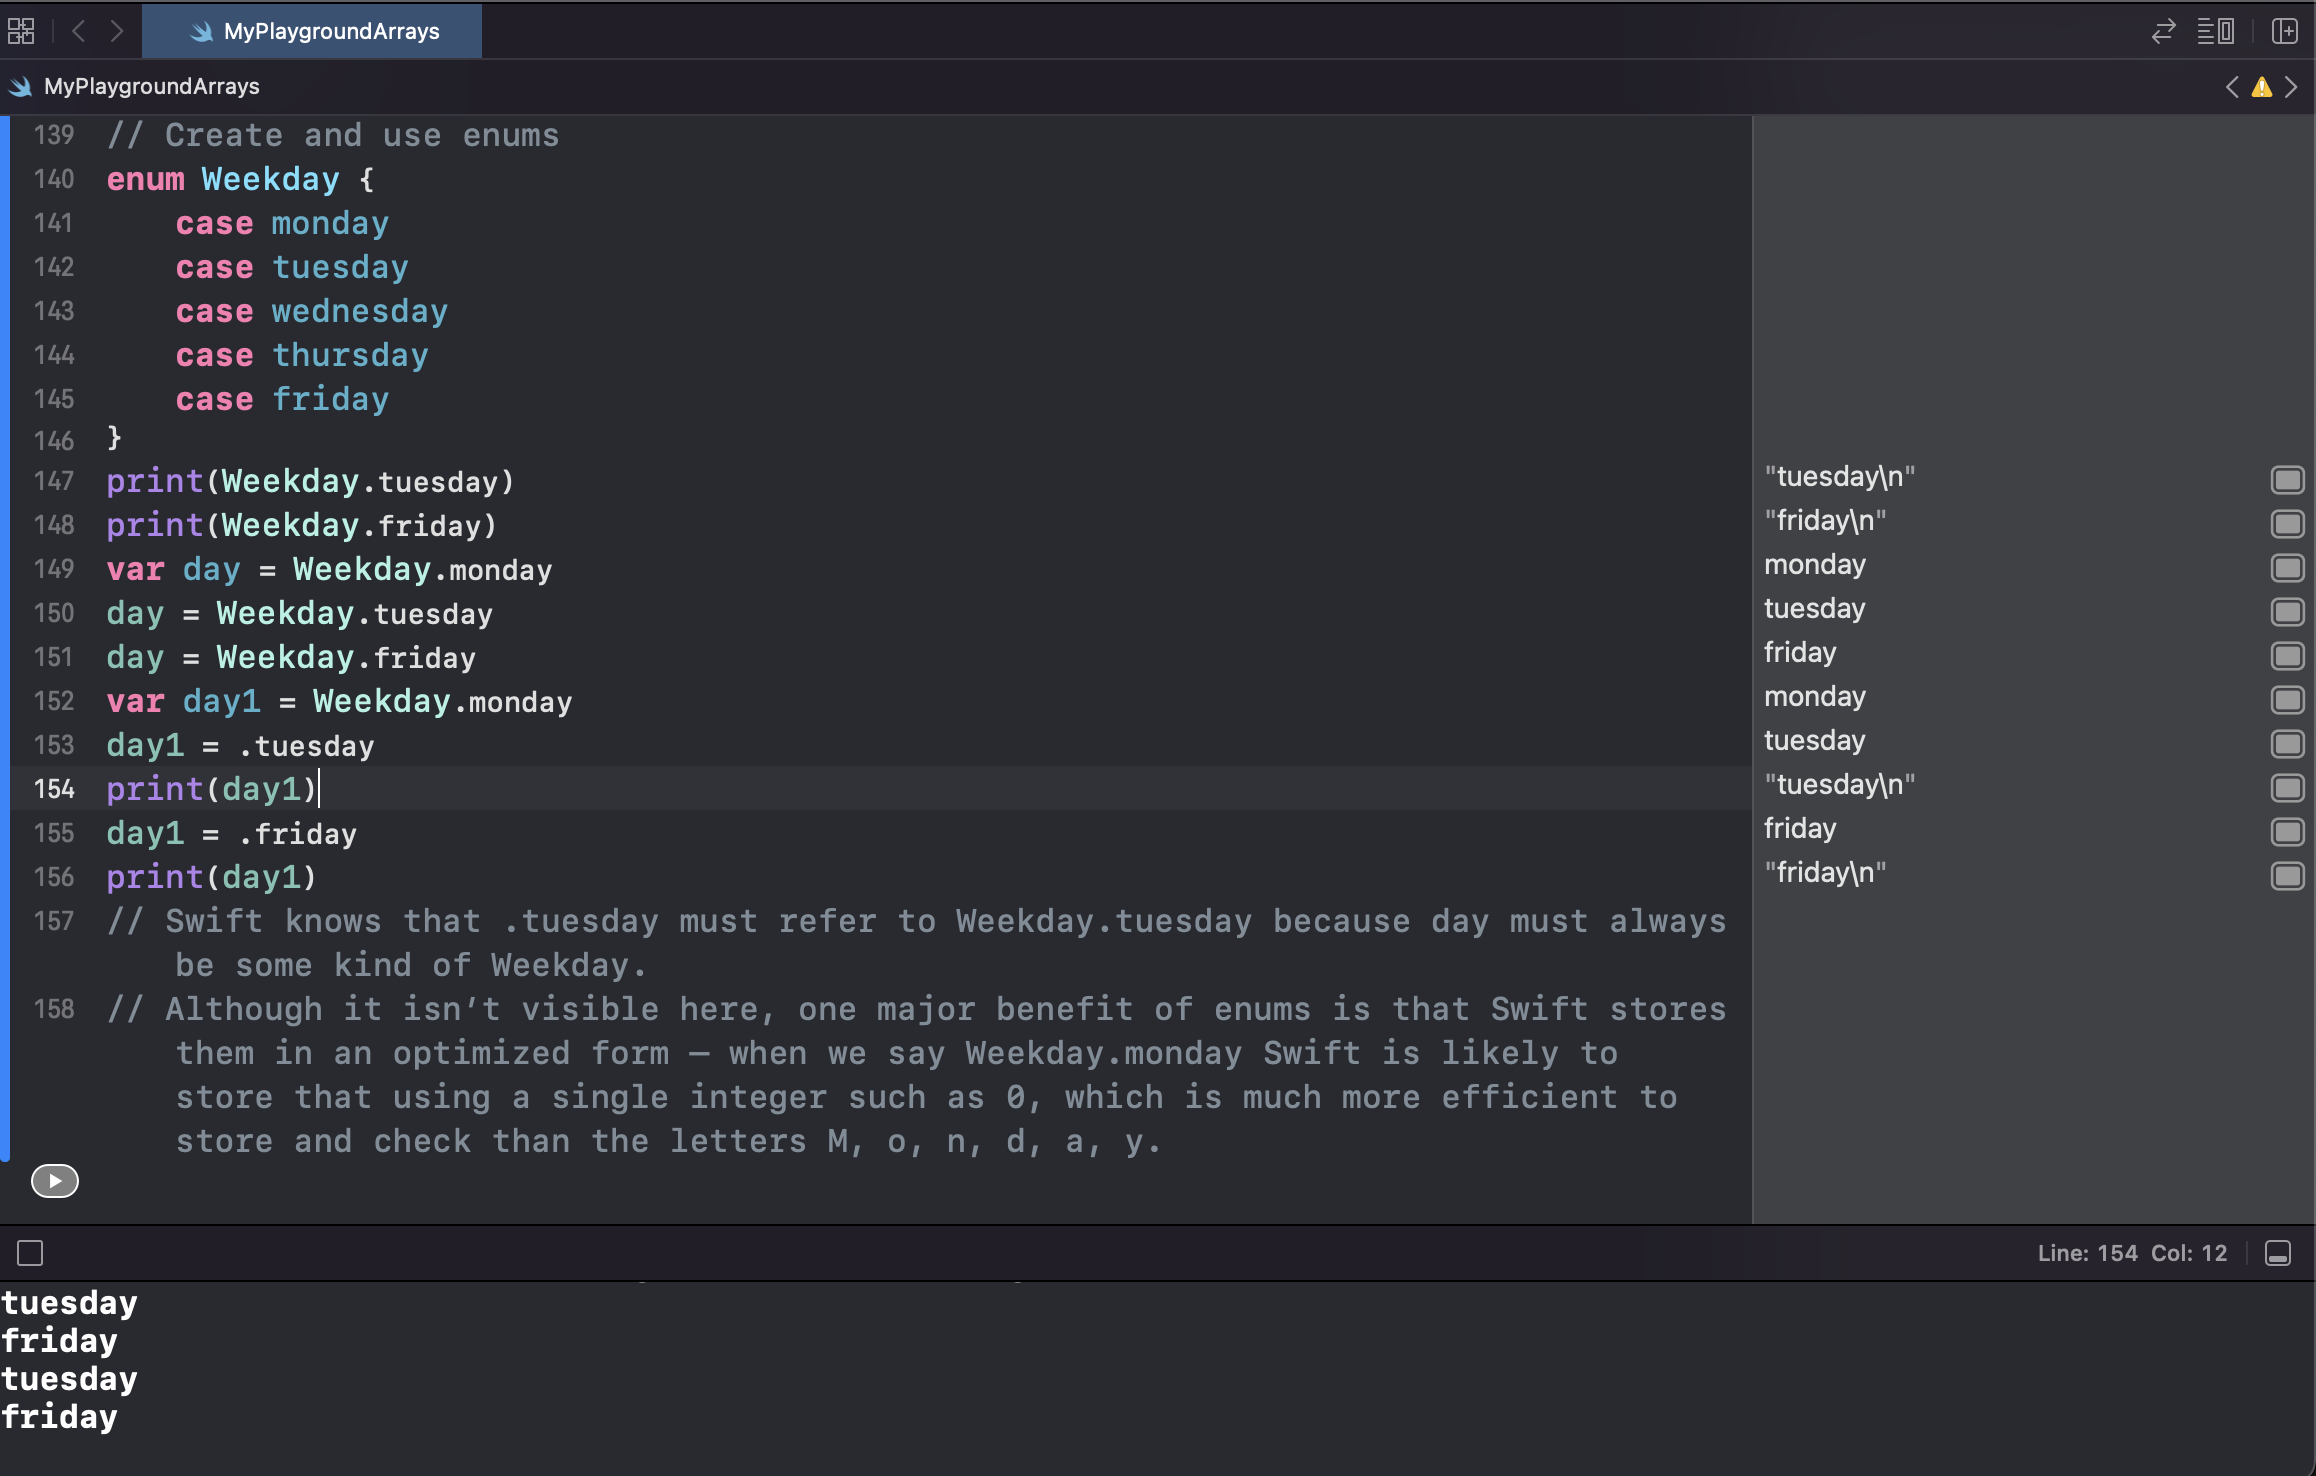 MyPlaygroundArrays
MyPlaygroundArrays
139 // Create and use enums
140 enum Weekday {
141 case monday
142 case tuesday
143 case wednesday
144 case thursday
145 case friday
146 }
147 print(Weekday.tuesday) "tuesday\n"
148 print(Weekday.friday) "friday\n"
149 var day = Weekday.monday monday
150 day = Weekday.tuesday tuesday
151 day = Weekday.friday friday
152 var day1 = Weekday.monday monday
153 day1 = .tuesday tuesday
154 print(day1) "tuesday\n"
155 day1 = .friday friday
156 print(day1) "friday\n"
157 // Swift knows that .tuesday must refer to Weekday.tuesday because day must always
be some kind of Weekday.
158 // Although it isn’t visible here, one major benefit of enums is that Swift stores
them in an optimized form — when we say Weekday.monday Swift is likely to
store that using a single integer such as 0, which is much more efficient to
store and check than the letters M, o, n, d, a, y.
Line: 154 Col: 12
tuesday
friday
tuesday
friday